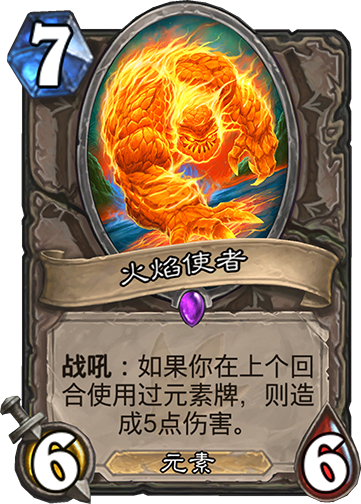 7
火焰使者
战吼：如果你在上个回
合使用过元素牌，则造
成5点伤害。
6
元素
6